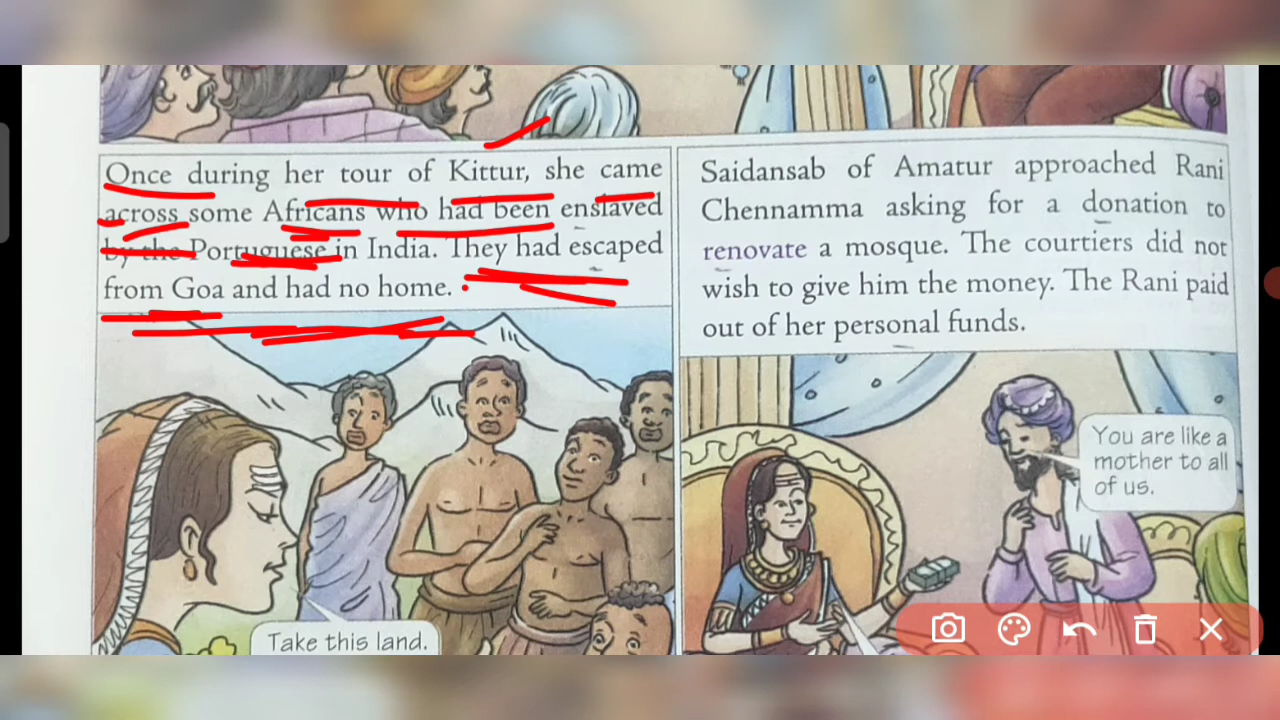 Once during her tour of Kittur, she came
across some Africans who had been enslaved
by the Portuguese in India. They had escaped
from Goa and had no home.
Take this land.
Saidansab of Amatur approached Rani
Chennamma asking for a donation to
renovate a mosque. The courtiers did not
wish to give him the money. The Rani paid
out of her personal funds.
You are like a
mother to all
of us.